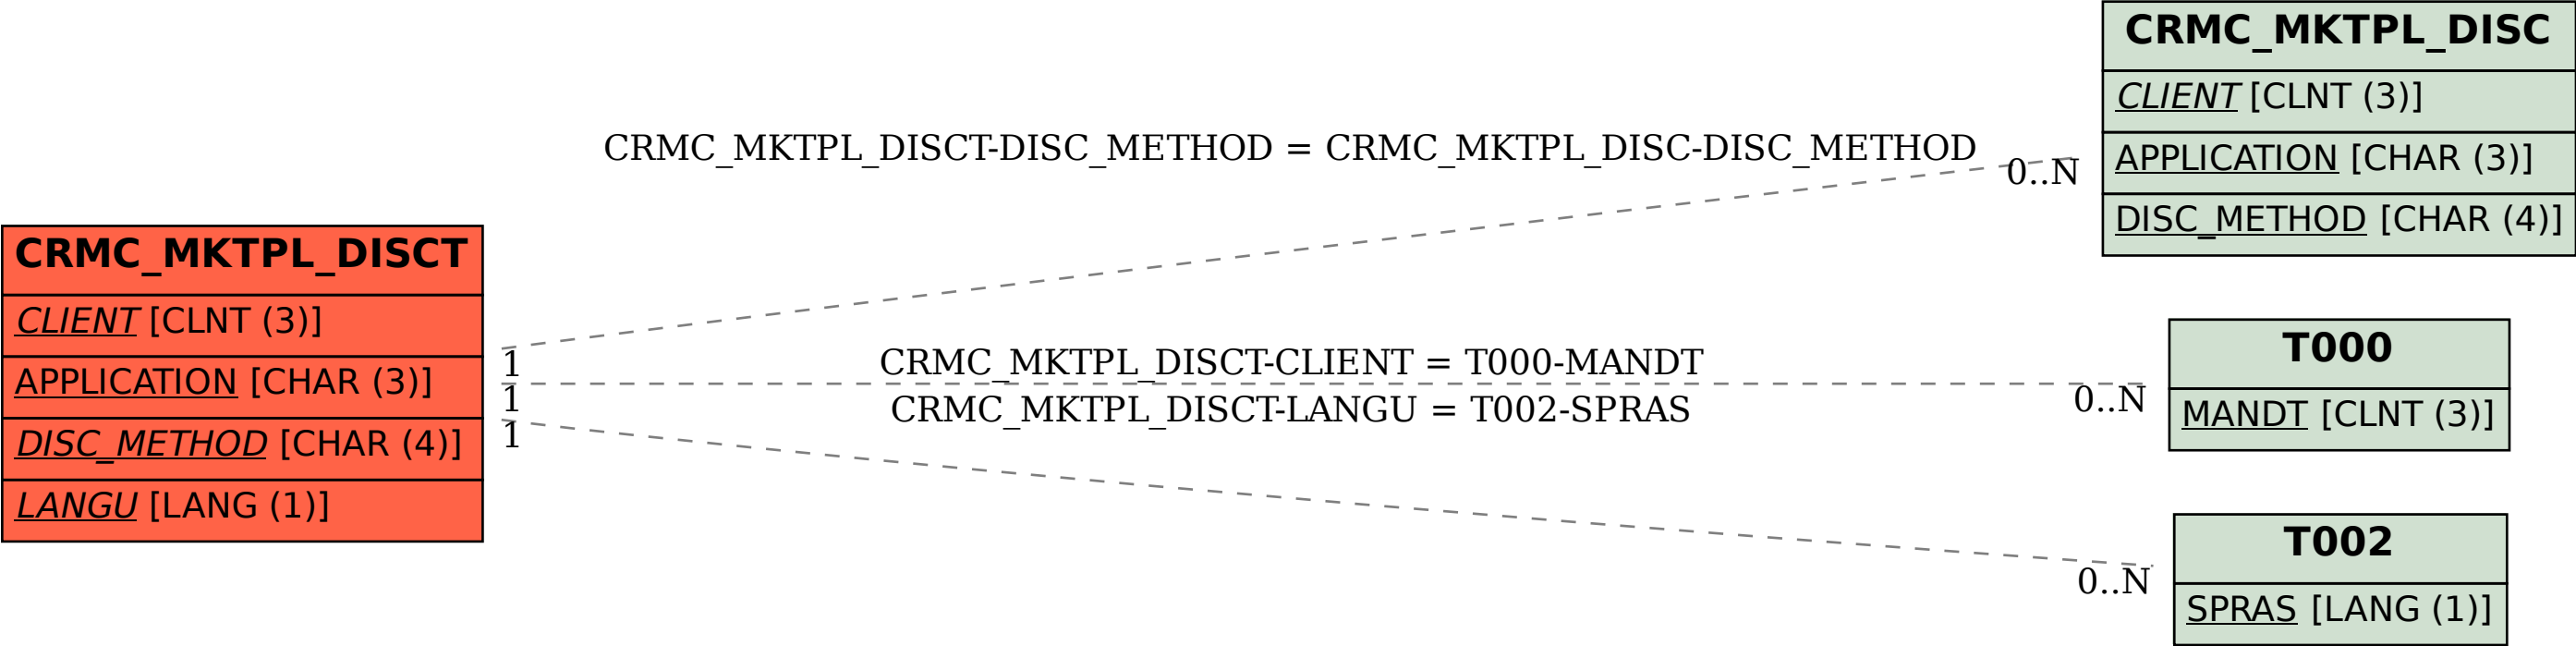 CRMC_MKTPL_DISCT
CLIENT [CLNT (3)]
APPLICATION [CHAR (3)]
DISC_METHOD [CHAR (4)]
LANGU [LANG (1)]
CRMC_MKTPL_DISCT-DISC_METHOD = CRMC_MKTPL_DISC-DISC_METHOD
1
0..N
CRMC_MKTPL_DISCT-CLIENT = T000-MANDT
1
0..N
CRMC_MKTPL_DISCT-LANGU = T002-SPRAS
1
0..N
CRMC_MKTPL_DISC
CLIENT [CLNT (3)]
APPLICATION [CHAR (3)]
DISC_METHOD [CHAR (4)]
T000
MANDT [CLNT (3)]
T002
SPRAS [LANG (1)]